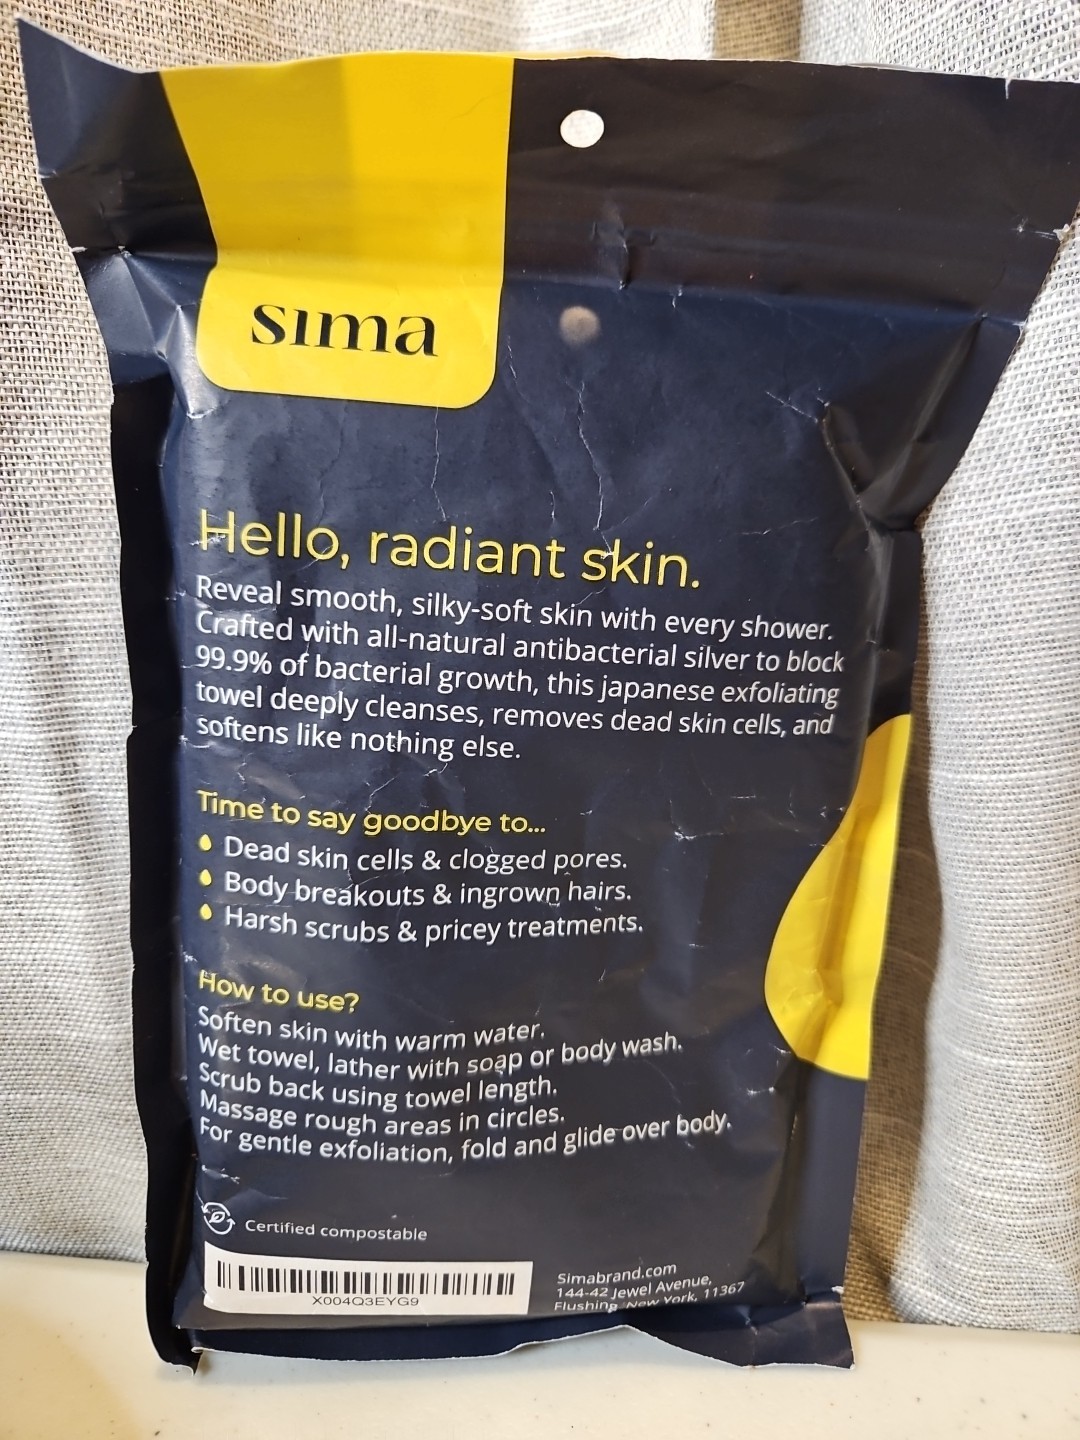 sima
Hello, radiant skin.
Reveal smooth, silky-soft skin with every shower.
Crafted with all-natural antibacterial silver to block
99.9% of bacterial growth, this japanese exfoliating
towel deeply cleanses, removes dead skin cells, and
softens like nothing else.
Time to say goodbye to...
Dead skin cells & clogged pores.
Body breakouts & ingrown hairs.
Harsh scrubs & pricey treatments.
How to use?
Soften skin with warm water.
Wet towel, lather with soap or body wash.
Scrub back using towel length.
Massage rough areas in circles.
For gentle exfoliation, fold and glide over body.
Certified compostable
X004Q3EYG9
Simabrand.com
144-42 Jewel Avenue,
Flushing, New York, 11367